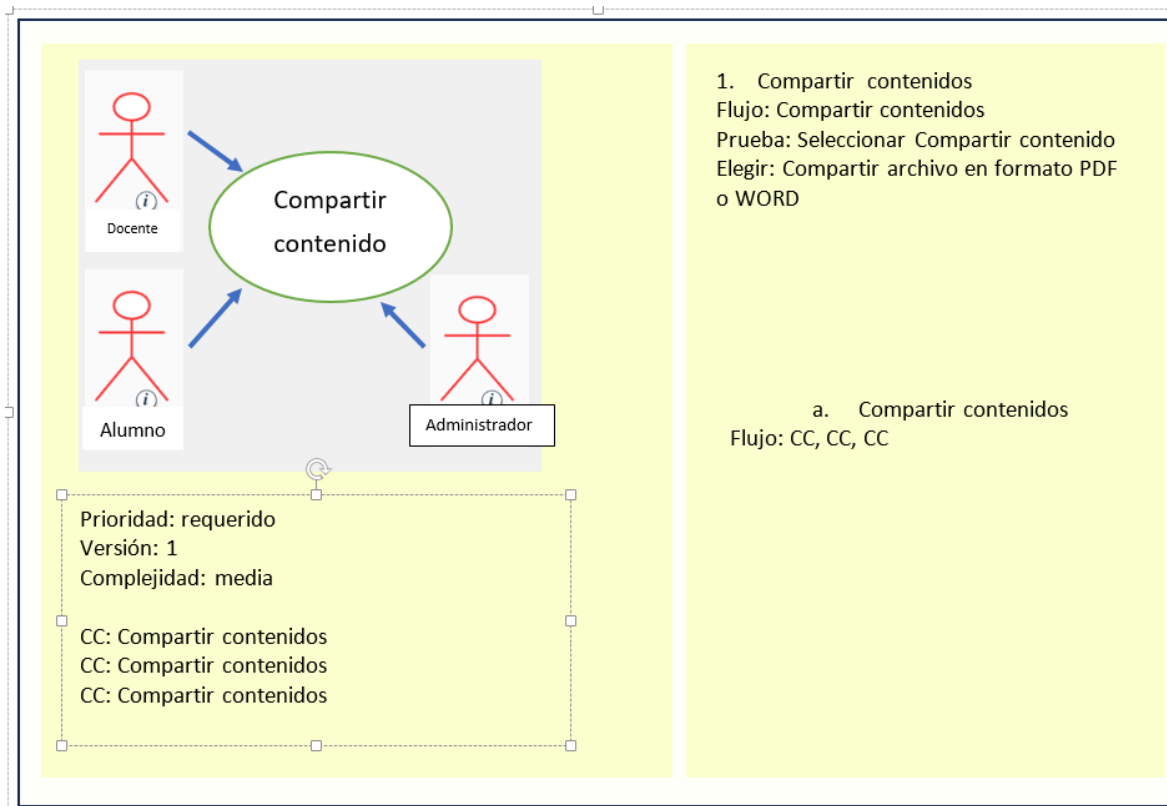 Docente
Compartir
contenido
Alumno
Administrador
Prioridad: requerido
Versión: 1
Complejidad: media
CC: Compartir contenidos
CC: Compartir contenidos
CC: Compartir contenidos
1. Compartir contenidos
Flujo: Compartir contenidos
Prueba: Seleccionar Compartir contenido
Elegir: Compartir archivo en formato PDF
o WORD
a. Compartir contenidos
Flujo: CC, CC, CC